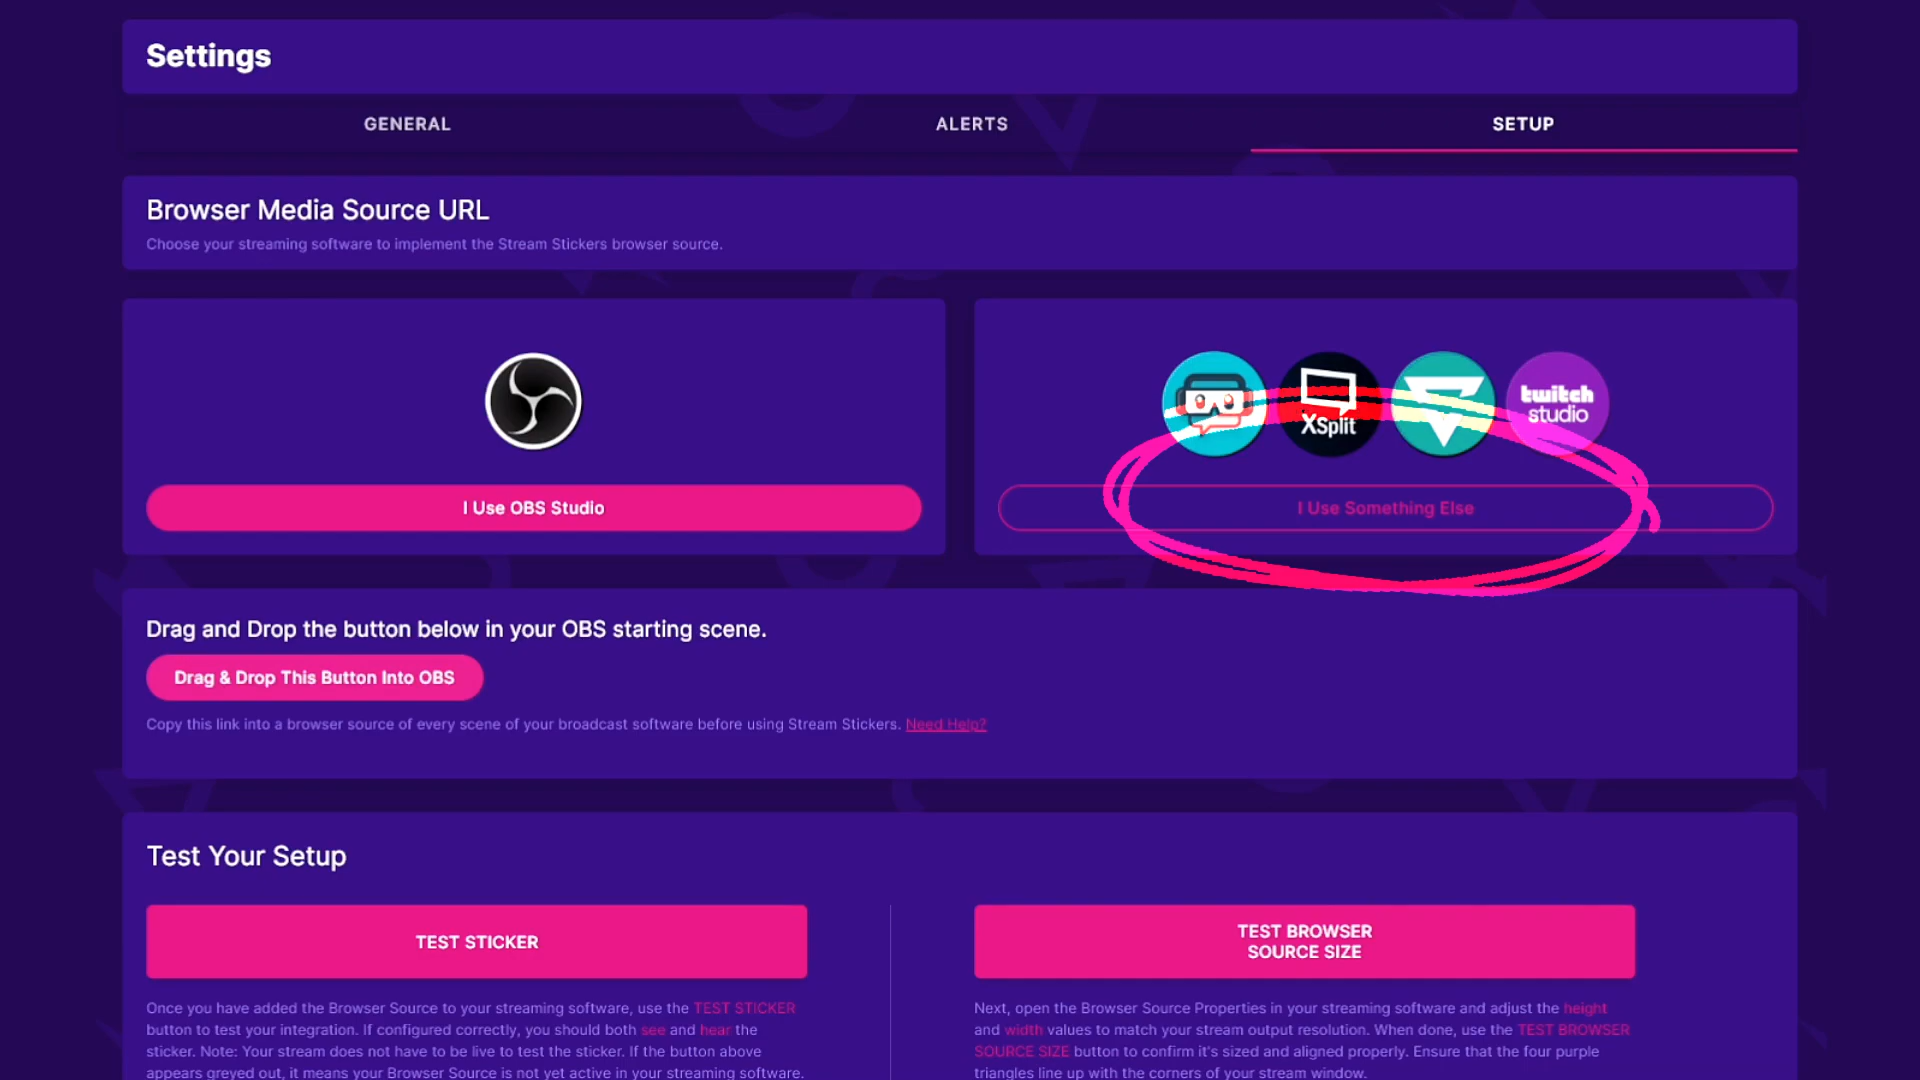 Settings
GENERAL
ALERTS
SETUP
Browser Media Source URL
Choose your streaming software to implement the Stream Stickers browser source.
XSplit
twitch
studio
I Use OBS Studio
I Use Something Else
Drag and Drop the button below in your OBS starting scene.
Drag & Drop This Button Into OBS
Copy this link into a browser source of every scene of your broadcast software before using Stream Stickers. Need Help?
Test Your Setup
TEST STICKER
Once you have added the Browser Source to your streaming software, use the TEST STICKER
button to test your integration. If configured correctly, you should both see and hear the
sticker. Note: Your stream does not have to be live to test the sticker. If the button above
appears greyed out, it means your Browser Source is not yet active in your streaming software.
TEST BROWSER
SOURCE SIZE
Next, open the Browser Source Properties in your streaming software and adjust the height
and width values to match your stream output resolution. When done, use the TEST BROWSER
SOURCE SIZE button to confirm it's sized and aligned properly. Ensure that the four purple
triangles line up with the corners of your stream window.